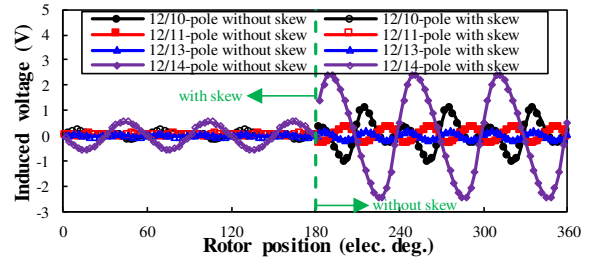 5
12/10-pole without skew 12/10-pole with skew
4
12/11-pole without skew 12/11-pole with skew
12/13-pole without skew 12/13-pole with skew
3
12/14-pole without skew 12/14-pole with skew
2
with skew
1
0
-1
-2
without skew
-3
Induced voltage (V)
0 60 120 180 240 300 360
Rotor position (elec. deg.)